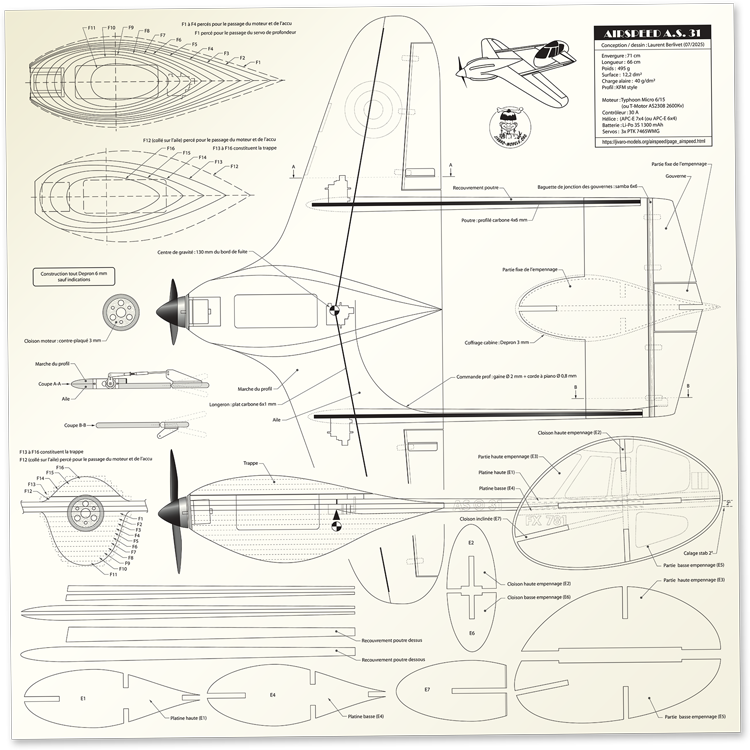 F1 à F4 percés pour le passage du moteur et de l'accu
F1 percé pour le passage du servo de profondeur
F11
F10
F9
F8
F7
F6
F5
F4
F3
F2
F1
AIRSPEED A.S. 31
Conception / dessin : Laurent Berlivet (07/2025)
Envergure : 71 cm
Longueur : 66 cm
Poids : 495 g
Surface : 12,2 dm²
Charge alaire : 40 g/dm²
Profil : KFM style
Moteur : Typhoon Micro 6/15
(ou T-Motor AS2308 2600Kv)
Contrôleur : 30 A
Hélice : APC-E 7x4 (ou APC-E 6x4)
Batterie : Li-Po 3S 1300 mAh
Servos : 3x PTK 7465WMG
https://jivaro-models.org/airspeed/page_airspeed.html
F12 (collé sur l'aile) percé pour le passage du moteur et de l'accu
F13 à F16 constituent la trappe
F16
F15
F14
F13
F12
A
A
Partie fixe de l'empennage
Gouverne
Recouvrement poutre
Baguette de jonction des gouvernes : samba 6x6
Poutre : profilé carbone 4x6 mm
Centre de gravité : 130 mm du bord de fuite
Partie fixe de l'empennage
Construction tout Depron 6 mm
sauf indications
Cloison moteur : contre-plaqué 3 mm
Coffrage cabine : Depron 3 mm
Marche du profil
Coupe A-A
Aile
Marche du profil
Commande prof : gaine Ø 2 mm + corde à piano Ø 0,8 mm
Longeron : plat carbone 6x1 mm
B
B
Aile
Coupe B-B
Cloison haute empennage (E2)
F13 à F16 constituent la trappe
F12 (collé sur l'aile) percé pour le passage du moteur et de l'accu
F16
F15
F14
F13
F12
Trappe
Partie haute empennage (E3)
Platine haute (E1)
Platine basse (E4)
Cloison inclinée (E7)
FX 781
F1
F2
F3
F4
F5
F6
F7
F8
F9
F10
F11
Calage stab 2°
E2
Partie basse empennage (E5)
Cloison haute empennage (E2)
Partie haute empennage (E3)
Cloison basse empennage (E6)
E6
Recouvrement poutre dessus
Recouvrement poutre dessous
E1
E4
E7
Platine haute (E1)
Platine basse (E4)
Partie basse empennage (E5)